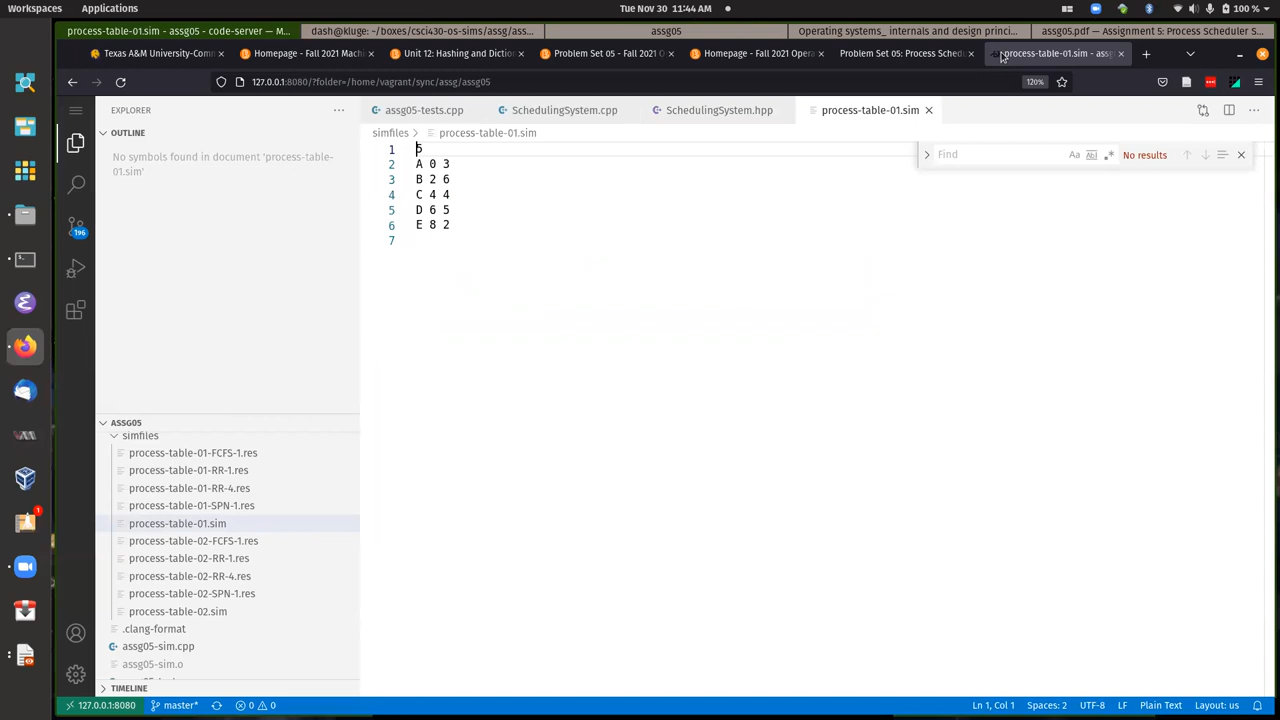 Workspaces Applications Tue Nov 30 11:44 AM 100 %
process-table-01.sim - assg05 - code-server — M... dash@kluge: ~/boxes/csci430-os-sims/assg/ass... assg05 Operating systems_ internals and design princi... assg05.pdf — Assignment 5: Process Scheduler S...
Texas A&M University-Comm Homepage - Fall 2021 Machi Unit 12: Hashing and Diction Problem Set 05 - Fall 2021 O Homepage - Fall 2021 Opera Problem Set 05: Process Schedu process-table-01.sim - assg
127.0.0.1:8080/?folder=/home/vagrant/sync/assg/assg05 120%
EXPLORER
assg05-tests.cpp SchedulingSystem.cpp SchedulingSystem.hpp process-table-01.sim
OUTLINE
No symbols found in document 'process-table-01.sim'
simfiles process-table-01.sim
Find Aa Abl No results
1 5
2 A 0 3
3 B 2 6
4 C 4 4
5 D 6 5
6 E 8 2
7
196
ASSG05
simfiles
process-table-01-FCFS-1.res
process-table-01-RR-1.res
process-table-01-RR-4.res
process-table-01-SPN-1.res
process-table-01.sim
process-table-02-FCFS-1.res
process-table-02-RR-1.res
process-table-02-RR-4.res
process-table-02-SPN-1.res
process-table-02.sim
.clang-format
assg05-sim.cpp
assg05-sim.o
TIMELINE
1
127.0.0.1:8080 master* 0 0 Ln 1, Col 1 Spaces: 2 UTF-8 LF Plain Text Layout: us